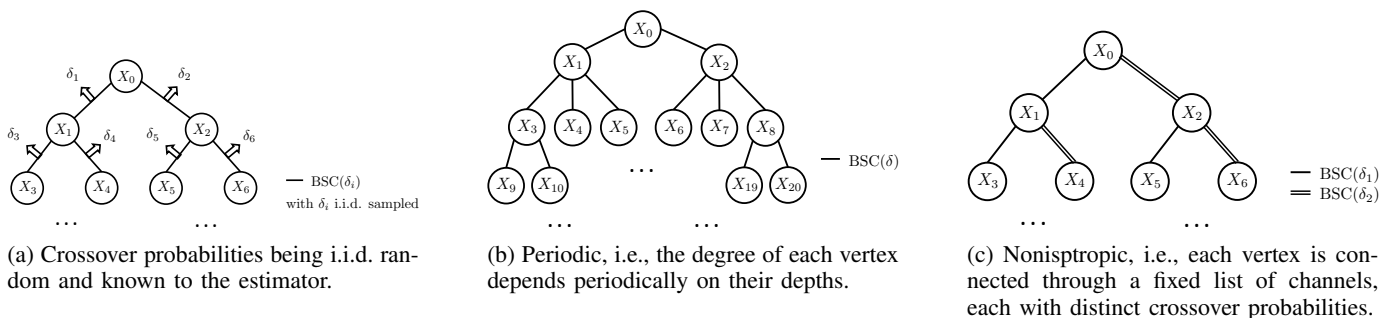 X0
δ1
δ2
X1
X2
δ3
δ4
δ5
δ6
X3
X4
X5
X6
BSC(δi)
with δi i.i.d. sampled
...
...
(a) Crossover probabilities being i.i.d. ran-
dom and known to the estimator.
X0
X1
X2
X3
X4
X5
X6
X7
X8
BSC(δ)
...
X9
X10
X19
X20
...
...
(b) Periodic, i.e., the degree of each vertex
depends periodically on their depths.
X0
X1
X2
X3
X4
X5
X6
BSC(δ1)
BSC(δ2)
...
...
(c) Nonisptropic, i.e., each vertex is con-
nected through a fixed list of channels,
each with distinct crossover probabilities.